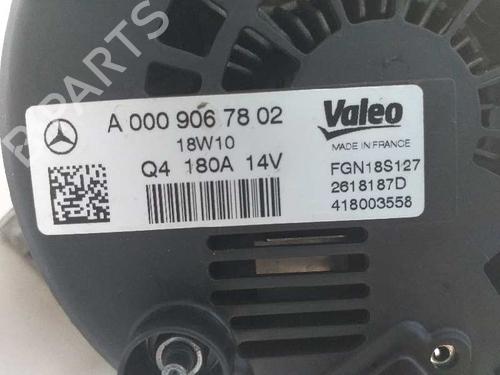 B PARTS
A 000 906 78 02
18W10
Q4 180A 14V
Valeo
MADE IN FRANCE
FGN18S127
2618187D
418003558